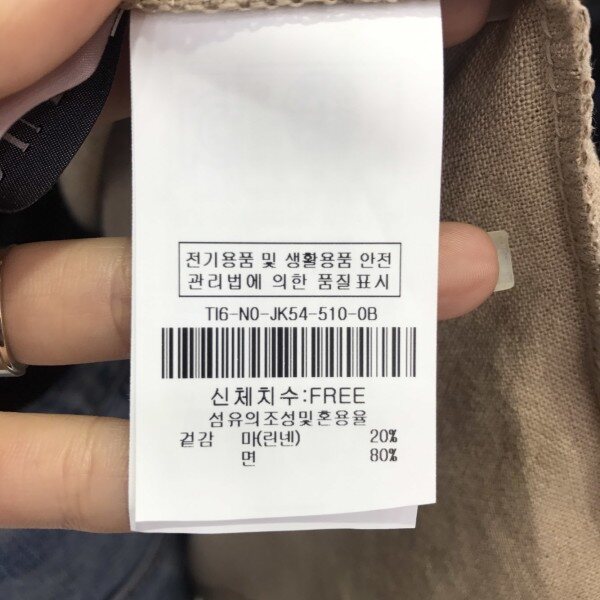 전기용품 및 생활용품 안전
관리법에 의한 품질표시
TI6-NO-JK54-510-OB
신체치수:FREE
섬유의조성및혼용율
겉감 마(린넨) 20%
면 80%